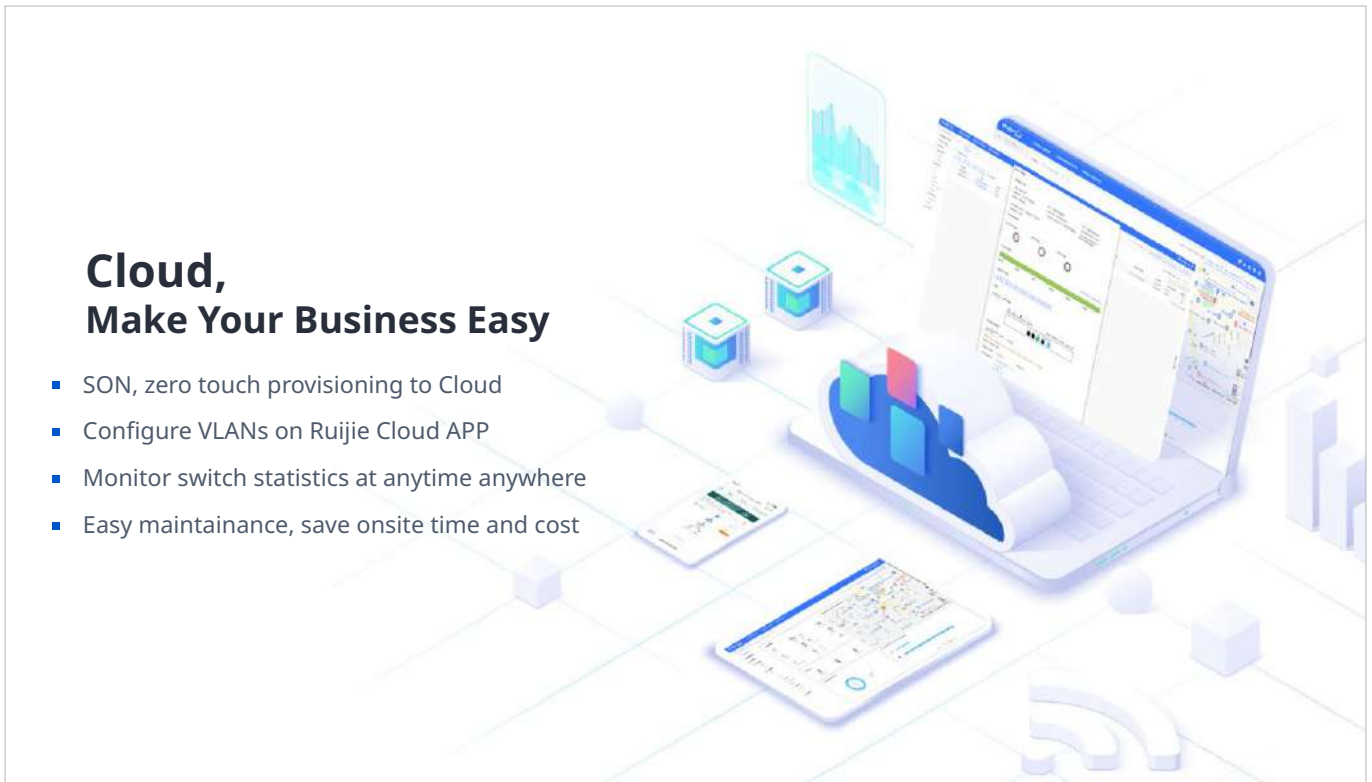 Cloud,
Make Your Business Easy
SON, zero touch provisioning to Cloud
Configure VLANs on Ruijie Cloud APP
Monitor switch statistics at anytime anywhere
Easy maintainance, save onsite time and cost